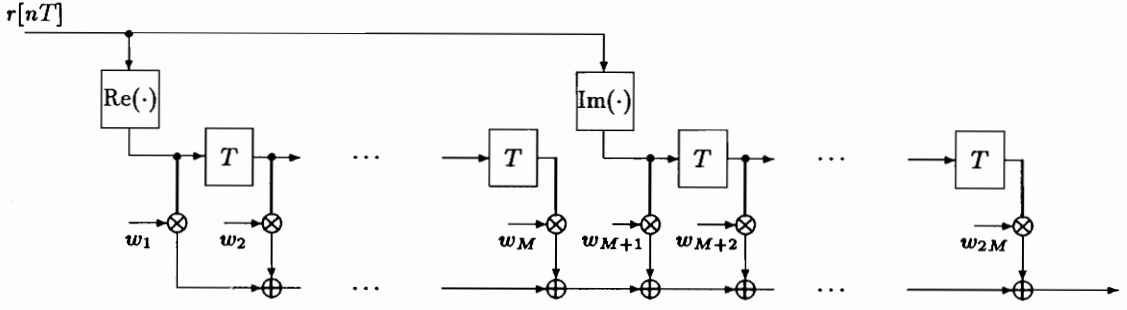 r[nT]
Re(·) Im(·)
T ··· T T ··· T
w1 w2 wM wM+1 wM+2 w2M
··· ···